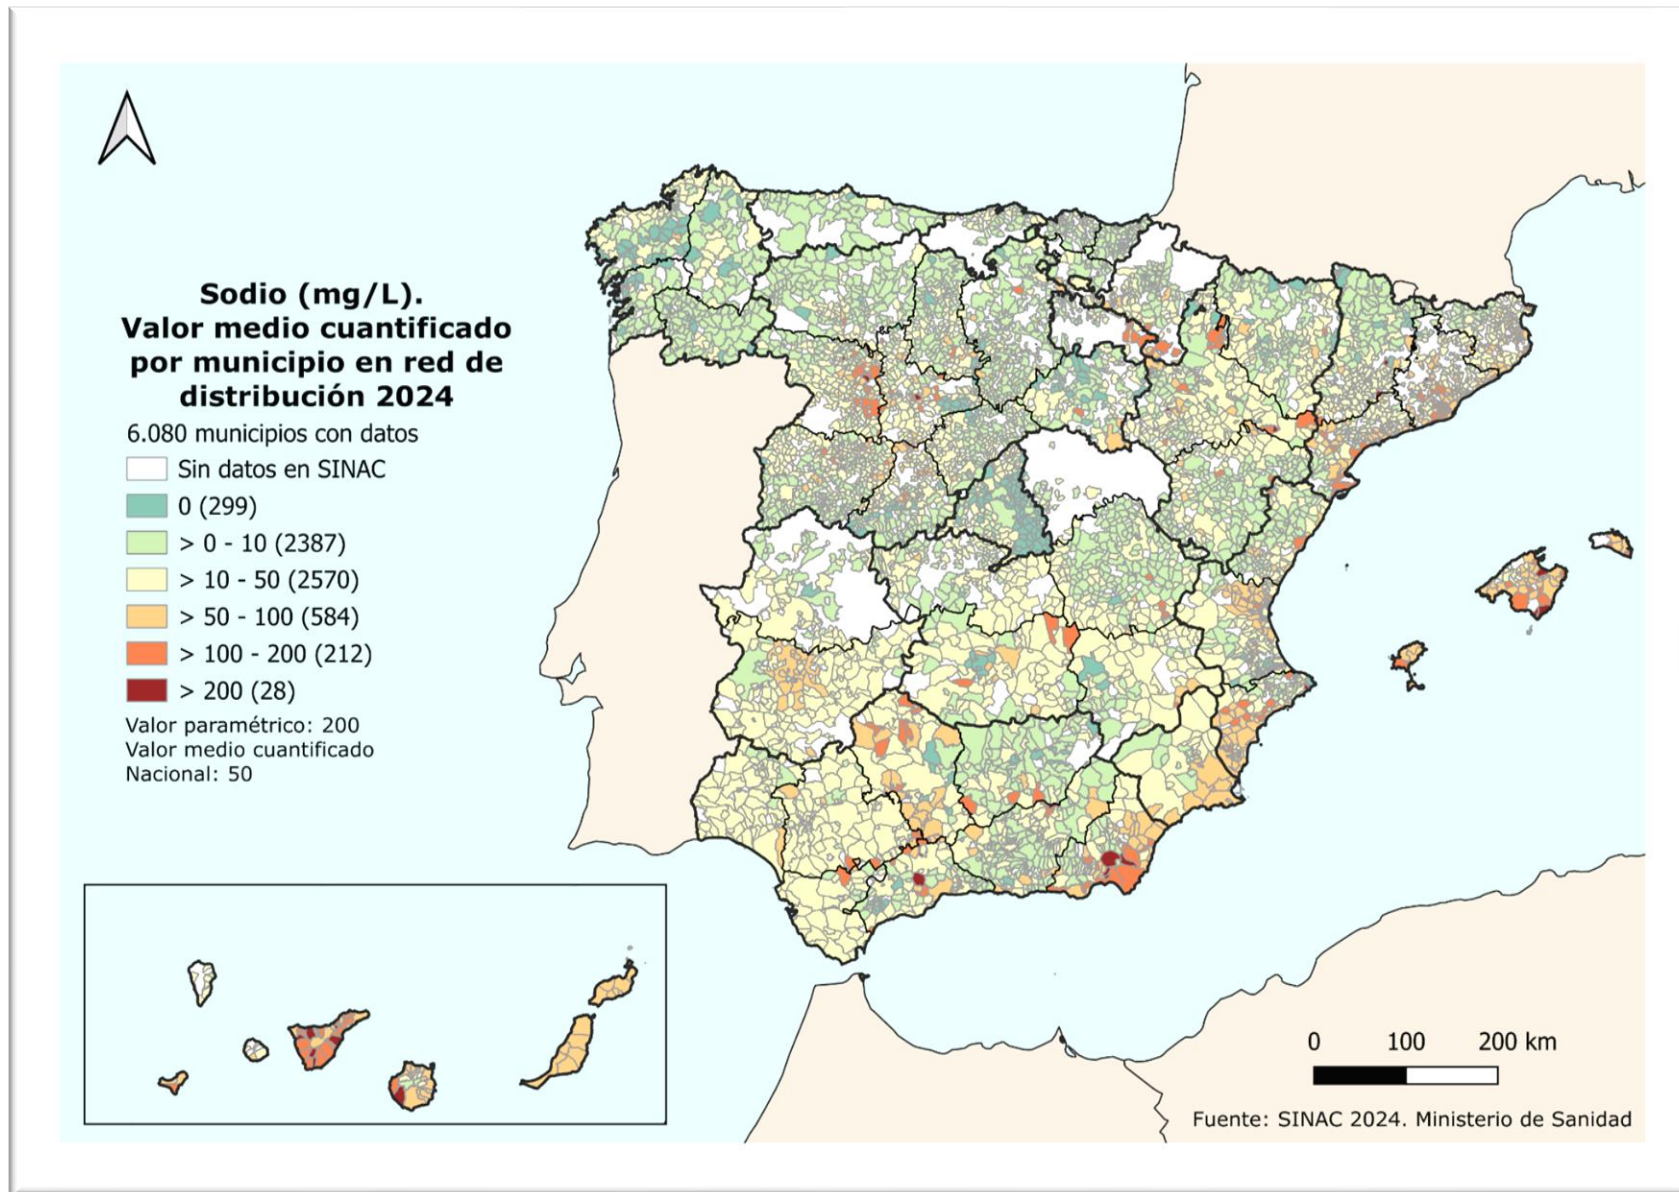 Sodio (mg/L).
Valor medio cuantificado
por municipio en red de
distribución 2024
6.080 municipios con datos
Sin datos en SINAC
0 (299)
> 0 - 10 (2387)
> 10 - 50 (2570)
> 50 - 100 (584)
> 100 - 200 (212)
> 200 (28)
Valor paramétrico: 200
Valor medio cuantificado
Nacional: 50
0 100 200 km
Fuente: SINAC 2024. Ministerio de Sanidad